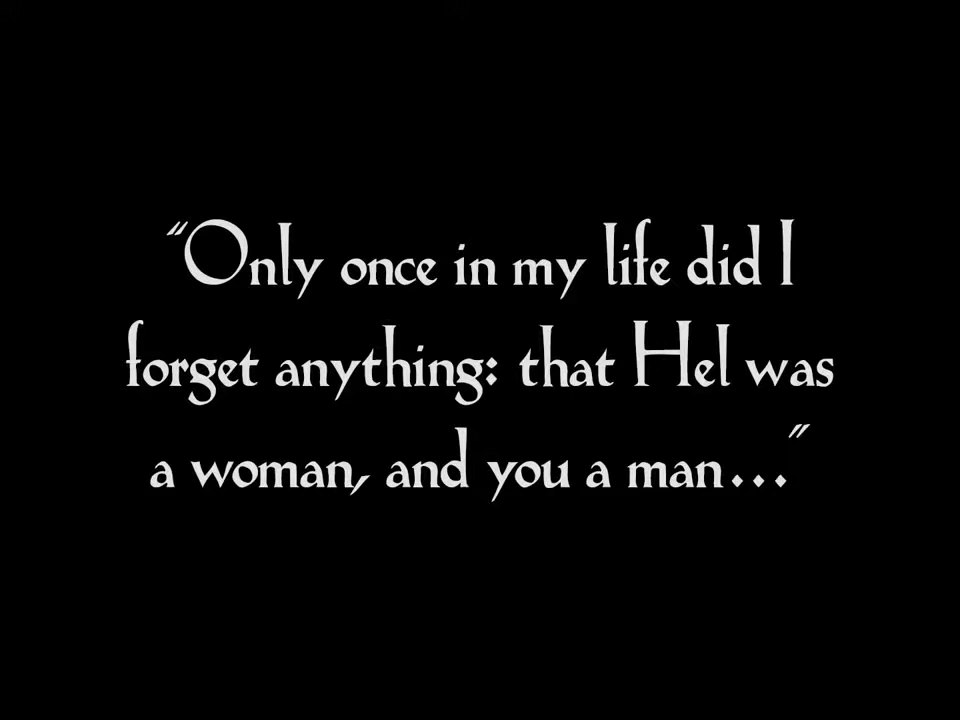 "Only once in my life did I
forget anything: that Hel was
a woman, and you a man..."